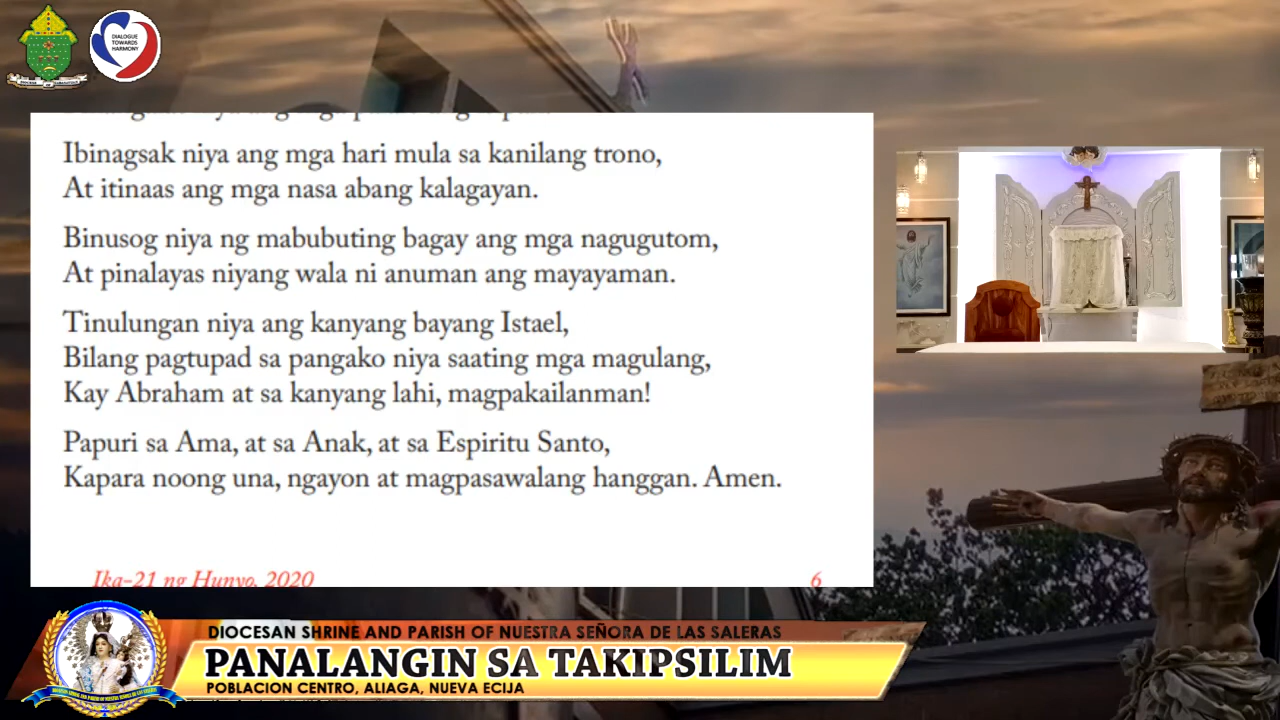 DIALOGUE
TOWARDS
HARMONY
Ibinagsak niya ang mga hari mula sa kanilang trono,
At itinaas ang mga nasa abang kalagayan.
Binusog niya ng mabubuting bagay ang mga nagugutom,
At pinalayas niyang wala ni anuman ang mayayaman.
Tinulungan niya ang kanyang bayang Istael,
Bilang pagtupad sa pangako niya saating mga magulang,
Kay Abraham at sa kanyang lahi, magpakailanman!
Papuri sa Ama, at sa Anak, at sa Espiritu Santo,
Kapara noong una, ngayon at magpasawalang hanggan. Amen.
Ika-21 ng Hunyo, 2020 6
DIOCESAN SHRINE AND PARISH OF NUESTRA SEÑORA DE LAS SALERAS
PANALANGIN SA TAKIPSILIM
POBLACION CENTRO, ALIAGA, NUEVA ECIJA